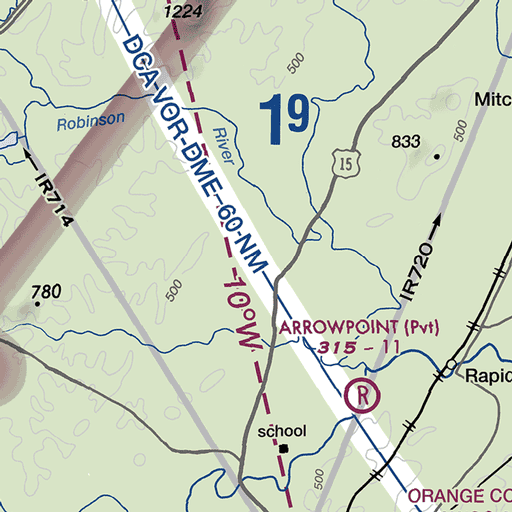 1224
DCA VOR-DME 60 NM
500
19
Mitc
Robinson
River
833
500
15
IR714
IR720
780
500
10°W
ARROWPOINT (Pvt)
315 - 11
R
Rapid
school
500
ORANGE CO